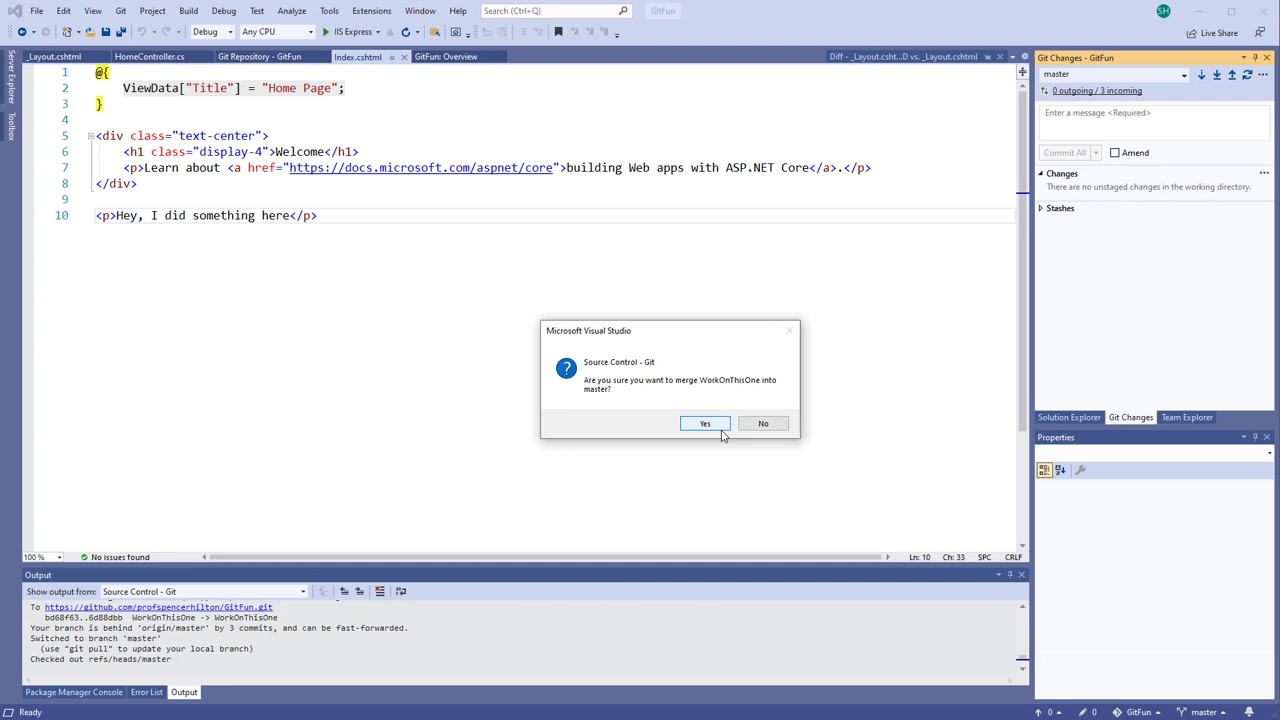 File Edit View Git Project Build Debug Test Analyze Tools Extensions Window Help Search (Ctrl+Q) GitFun SH
Debug Any CPU IIS Express Live Share
Server Explorer
Toolbox
_Layout.cshtml HomeController.cs Git Repository - GitFun Index.cshtml GitFun: Overview Diff - _Layout.csht...D vs. _Layout.cshtml
1 @{
2 ViewData["Title"] = "Home Page";
3 }
4
5 <div class="text-center">
6 <h1 class="display-4">Welcome</h1>
7 <p>Learn about <a href="https://docs.microsoft.com/aspnet/core">building Web apps with ASP.NET Core</a>.</p>
8 </div>
9
10 <p>Hey, I did something here</p>
Microsoft Visual Studio
Source Control - Git
Are you sure you want to merge WorkOnThisOne into
master?
Yes No
100 % No issues found Ln: 10 Ch: 33 SPC CRLF
Output
Show output from: Source Control - Git
To https://github.com/profspencerhilton/GitFun.git
bd68f63..6d88dbb WorkOnThisOne -> WorkOnThisOne
Your branch is behind 'origin/master' by 3 commits, and can be fast-forwarded.
Switched to branch 'master'
(use "git pull" to update your local branch)
Checked out refs/heads/master
Package Manager Console Error List Output
Git Changes - GitFun
master
0 outgoing / 3 incoming
Enter a message <Required>
Commit All Amend
Changes
There are no unstaged changes in the working directory.
Stashes
Solution Explorer Git Changes Team Explorer
Properties
Ready 0 0 GitFun master